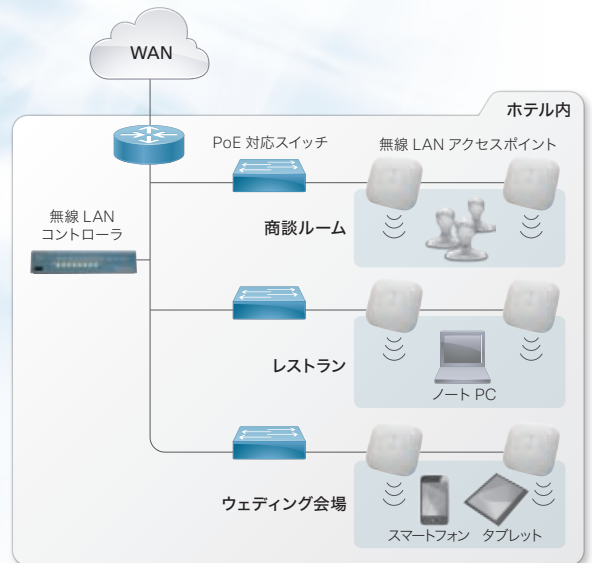 WAN
ホテル内
PoE 対応スイッチ
無線 LAN アクセスポイント
無線 LAN
コントローラ
商談ルーム
レストラン
ノート PC
ウェディング会場
スマートフォン
タブレット